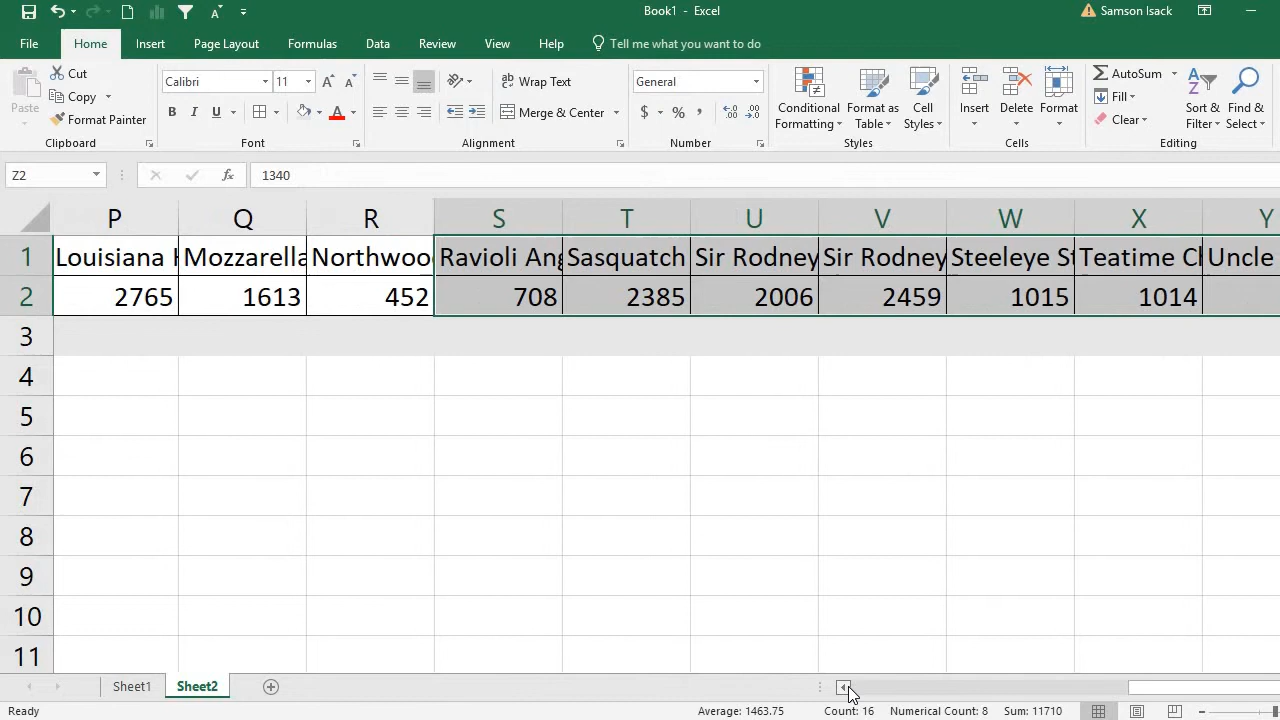 Book1 - Excel
Samson Isack
File Home Insert Page Layout Formulas Data Review View Help Tell me what you want to do
Paste
Cut
Copy
Format Painter
Clipboard
Calibri 11
B I U
Font
Wrap Text
Merge & Center
Alignment
General
$ % ,
Number
Conditional Formatting
Format as Table
Cell Styles
Styles
Insert Delete Format
Cells
AutoSum
Fill
Clear
Sort & Filter
Find & Select
Editing
Z2 fx 1340
P Q R S T U V W X Y
1 Louisiana Mozzarella Northwoo Ravioli Ang Sasquatch Sir Rodney Sir Rodney Steeleye St Teatime Ch Uncle
2 2765 1613 452 708 2385 2006 2459 1015 1014
3
4
5
6
7
8
9
10
11
Sheet1 Sheet2
Ready Average: 1463.75 Count: 16 Numerical Count: 8 Sum: 11710